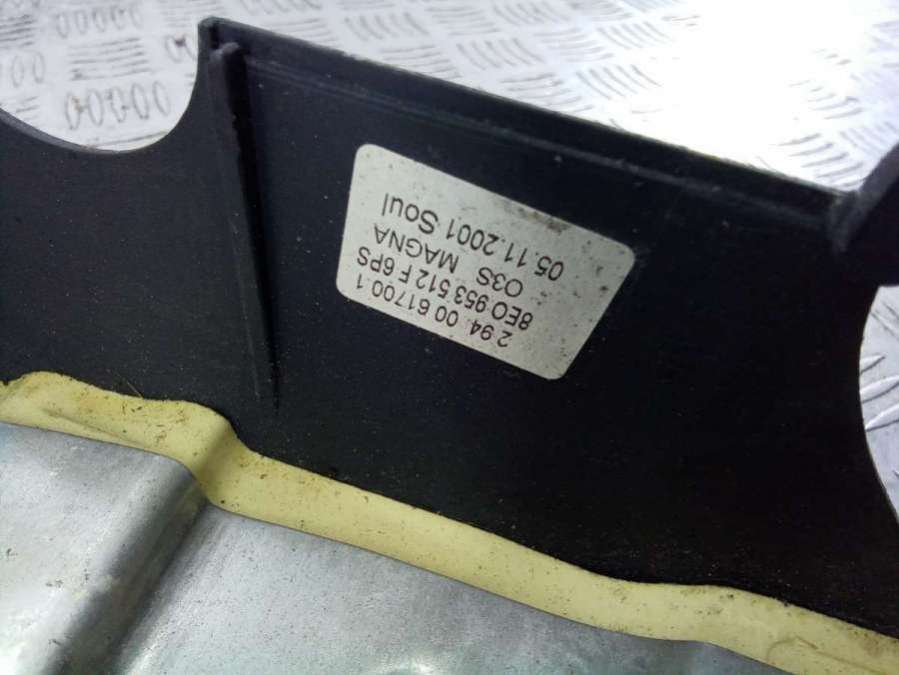 2.94. 00 61700.1
8E0 953 512 F 6PS
O3S MAGNA
05.11.2001 Soul